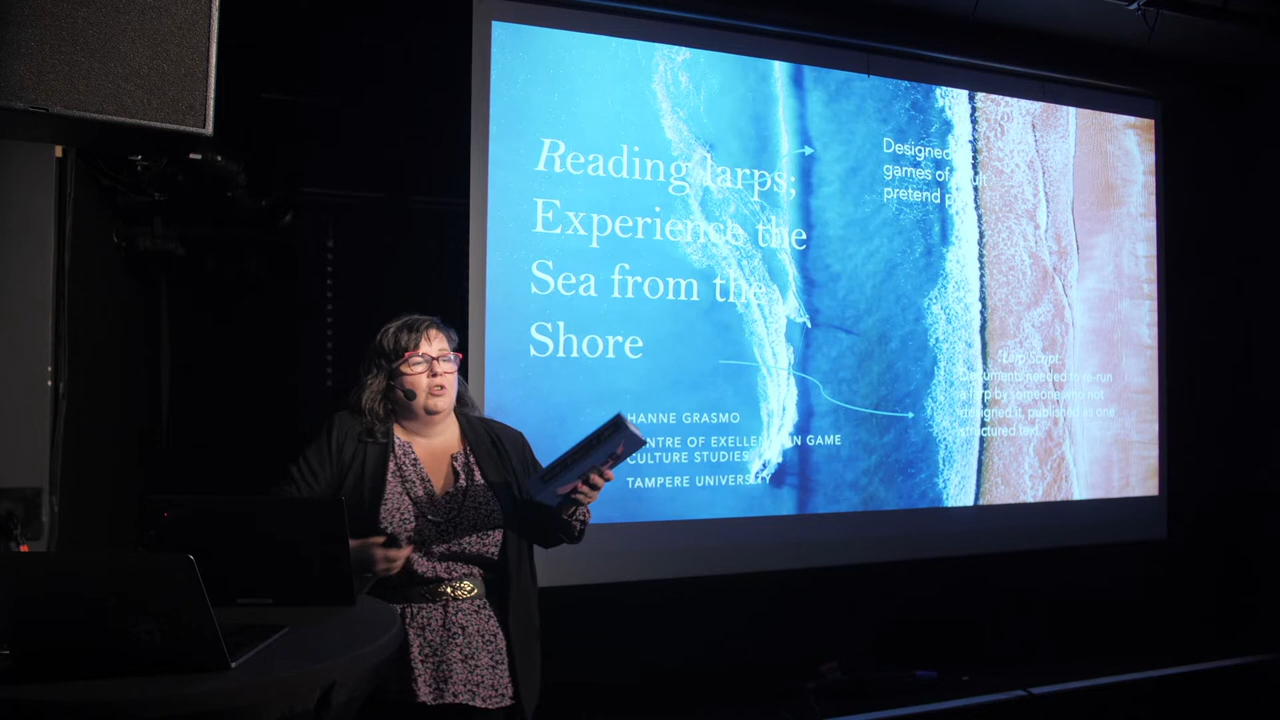 Reading larps;
Experience the
Sea from the
Shore
HANNE GRASMO
CENTRE OF EXELLENCE IN GAME
CULTURE STUDIES
TAMPERE UNIVERSITY
Designed
games of adult
pretend
Larp Script:
Documents needed to re-run
a larp by someone who not
designed it, published as one
structured text.